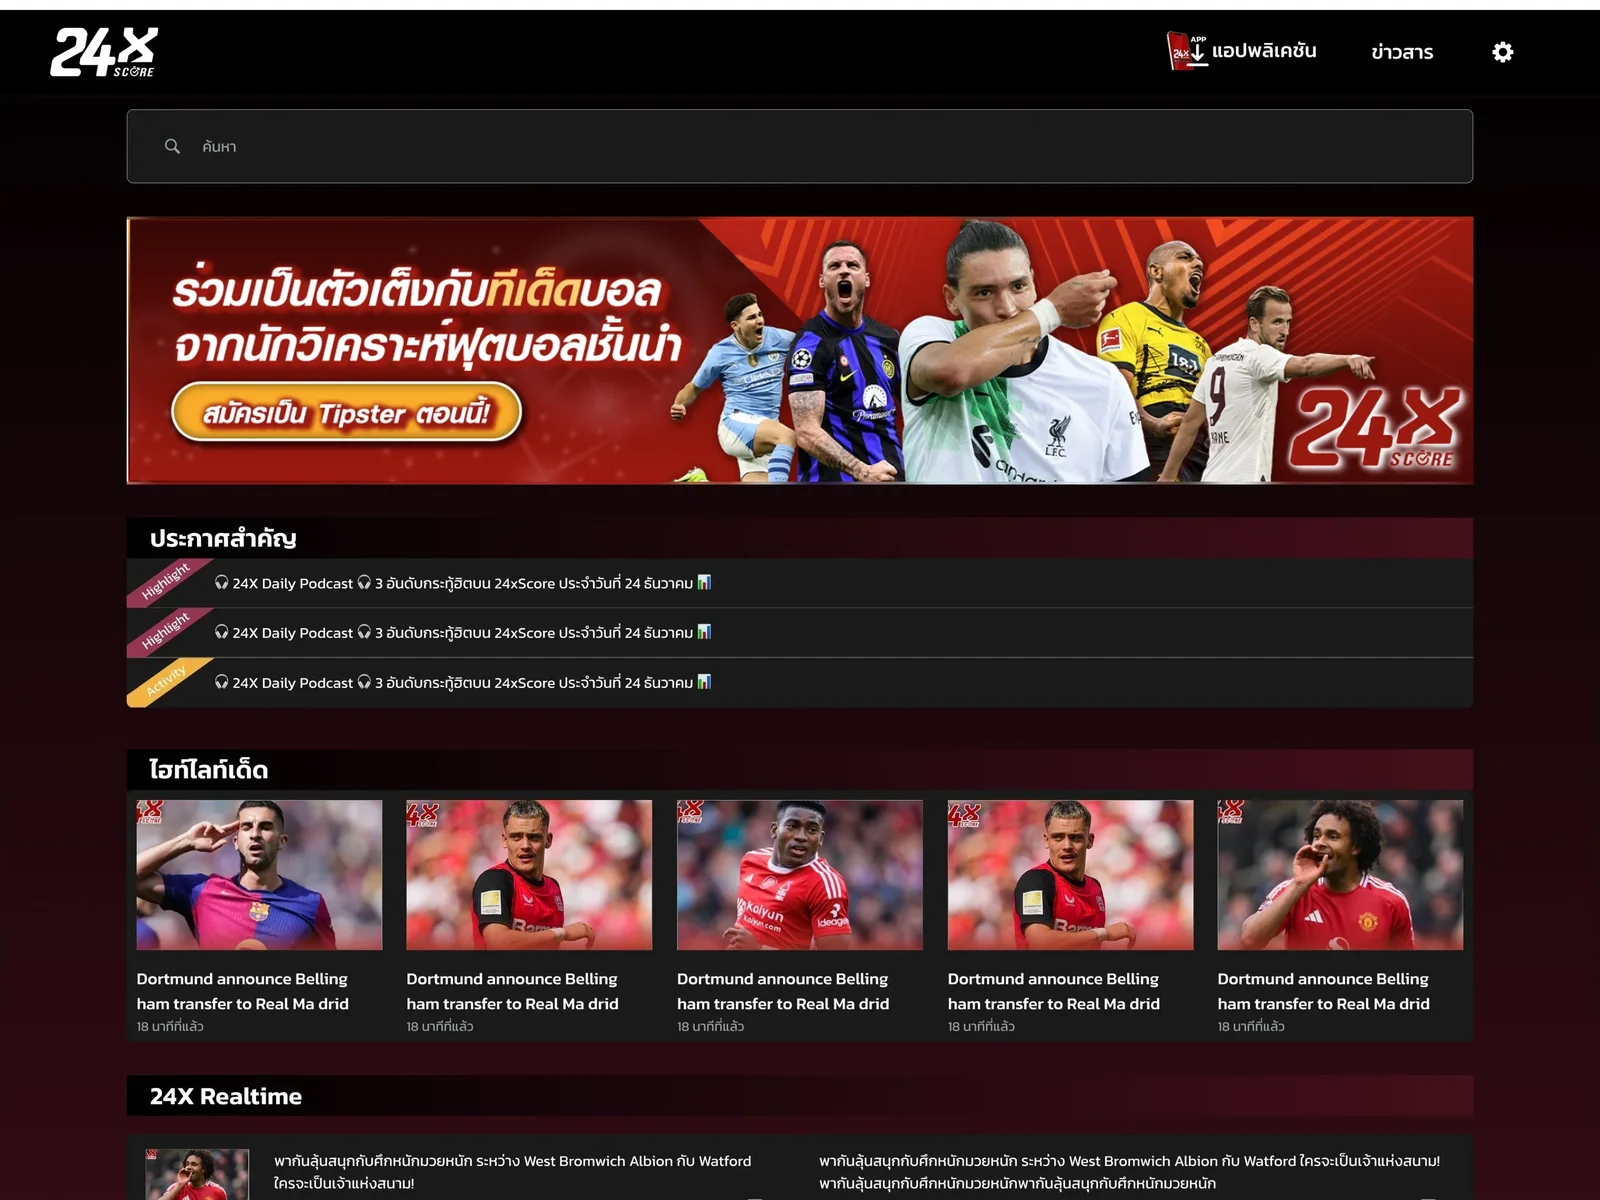 24X
SCORE
APP
24X
แอปพลิเคชัน
ข่าวสาร
ค้นหา
ร่วมเป็นตัวเต็งกับทีเด็ดบอล
จากนักวิเคราะห์ฟุตบอลชั้นนำ
สมัครเป็น Tipster ตอนนี้!
L.F.C.
1&1
9
KANE
24X
SCORE
ประกาศสำคัญ
Highlight
🎧 24X Daily Podcast 🎧 3 อันดับกระทู้ฮิตบน 24xScore ประจำวันที่ 24 ธันวาคม 📊
Highlight
🎧 24X Daily Podcast 🎧 3 อันดับกระทู้ฮิตบน 24xScore ประจำวันที่ 24 ธันวาคม 📊
Activity
🎧 24X Daily Podcast 🎧 3 อันดับกระทู้ฮิตบน 24xScore ประจำวันที่ 24 ธันวาคม 📊
ไฮท์ไลท์เด็ด
4X
SCORE
4X
SCORE
4X
SCORE
Kaiyun
kaiyun.com
Ideagen
4X
SCORE
4X
SCORE
Dortmund announce Belling
ham transfer to Real Ma drid
18 นาทีที่แล้ว
Dortmund announce Belling
ham transfer to Real Ma drid
18 นาทีที่แล้ว
Dortmund announce Belling
ham transfer to Real Ma drid
18 นาทีที่แล้ว
Dortmund announce Belling
ham transfer to Real Ma drid
18 นาทีที่แล้ว
Dortmund announce Belling
ham transfer to Real Ma drid
18 นาทีที่แล้ว
24X Realtime
พากันลุ้นสนุกกับศึกหนักมวยหนัก ระหว่าง West Bromwich Albion กับ Watford
ใครจะเป็นเจ้าแห่งสนาม!
พากันลุ้นสนุกกับศึกหนักมวยหนัก ระหว่าง West Bromwich Albion กับ Watford ใครจะเป็นเจ้าแห่งสนาม!
พากันลุ้นสนุกกับศึกหนักมวยหนักพากันลุ้นสนุกกับศึกหนักมวยหนัก